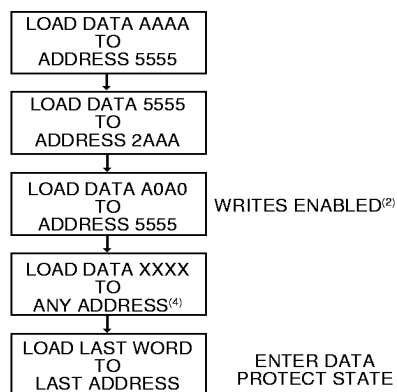 LOAD DATA AAAA
TO
ADDRESS 5555
LOAD DATA 5555
TO
ADDRESS 2AAA
LOAD DATA A0A0
TO
ADDRESS 5555
WRITES ENABLED(2)
LOAD DATA XXXX
TO
ANY ADDRESS(4)
LOAD LAST WORD
TO
LAST ADDRESS
ENTER DATA
PROTECT STATE